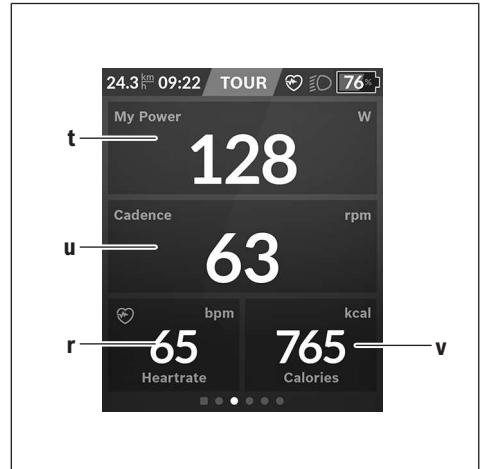 24.3 km/h 09:22 TOUR 76%
My Power W
t 128
Cadence rpm
u 63
bpm kcal
r 65 765 v
Heartrate Calories